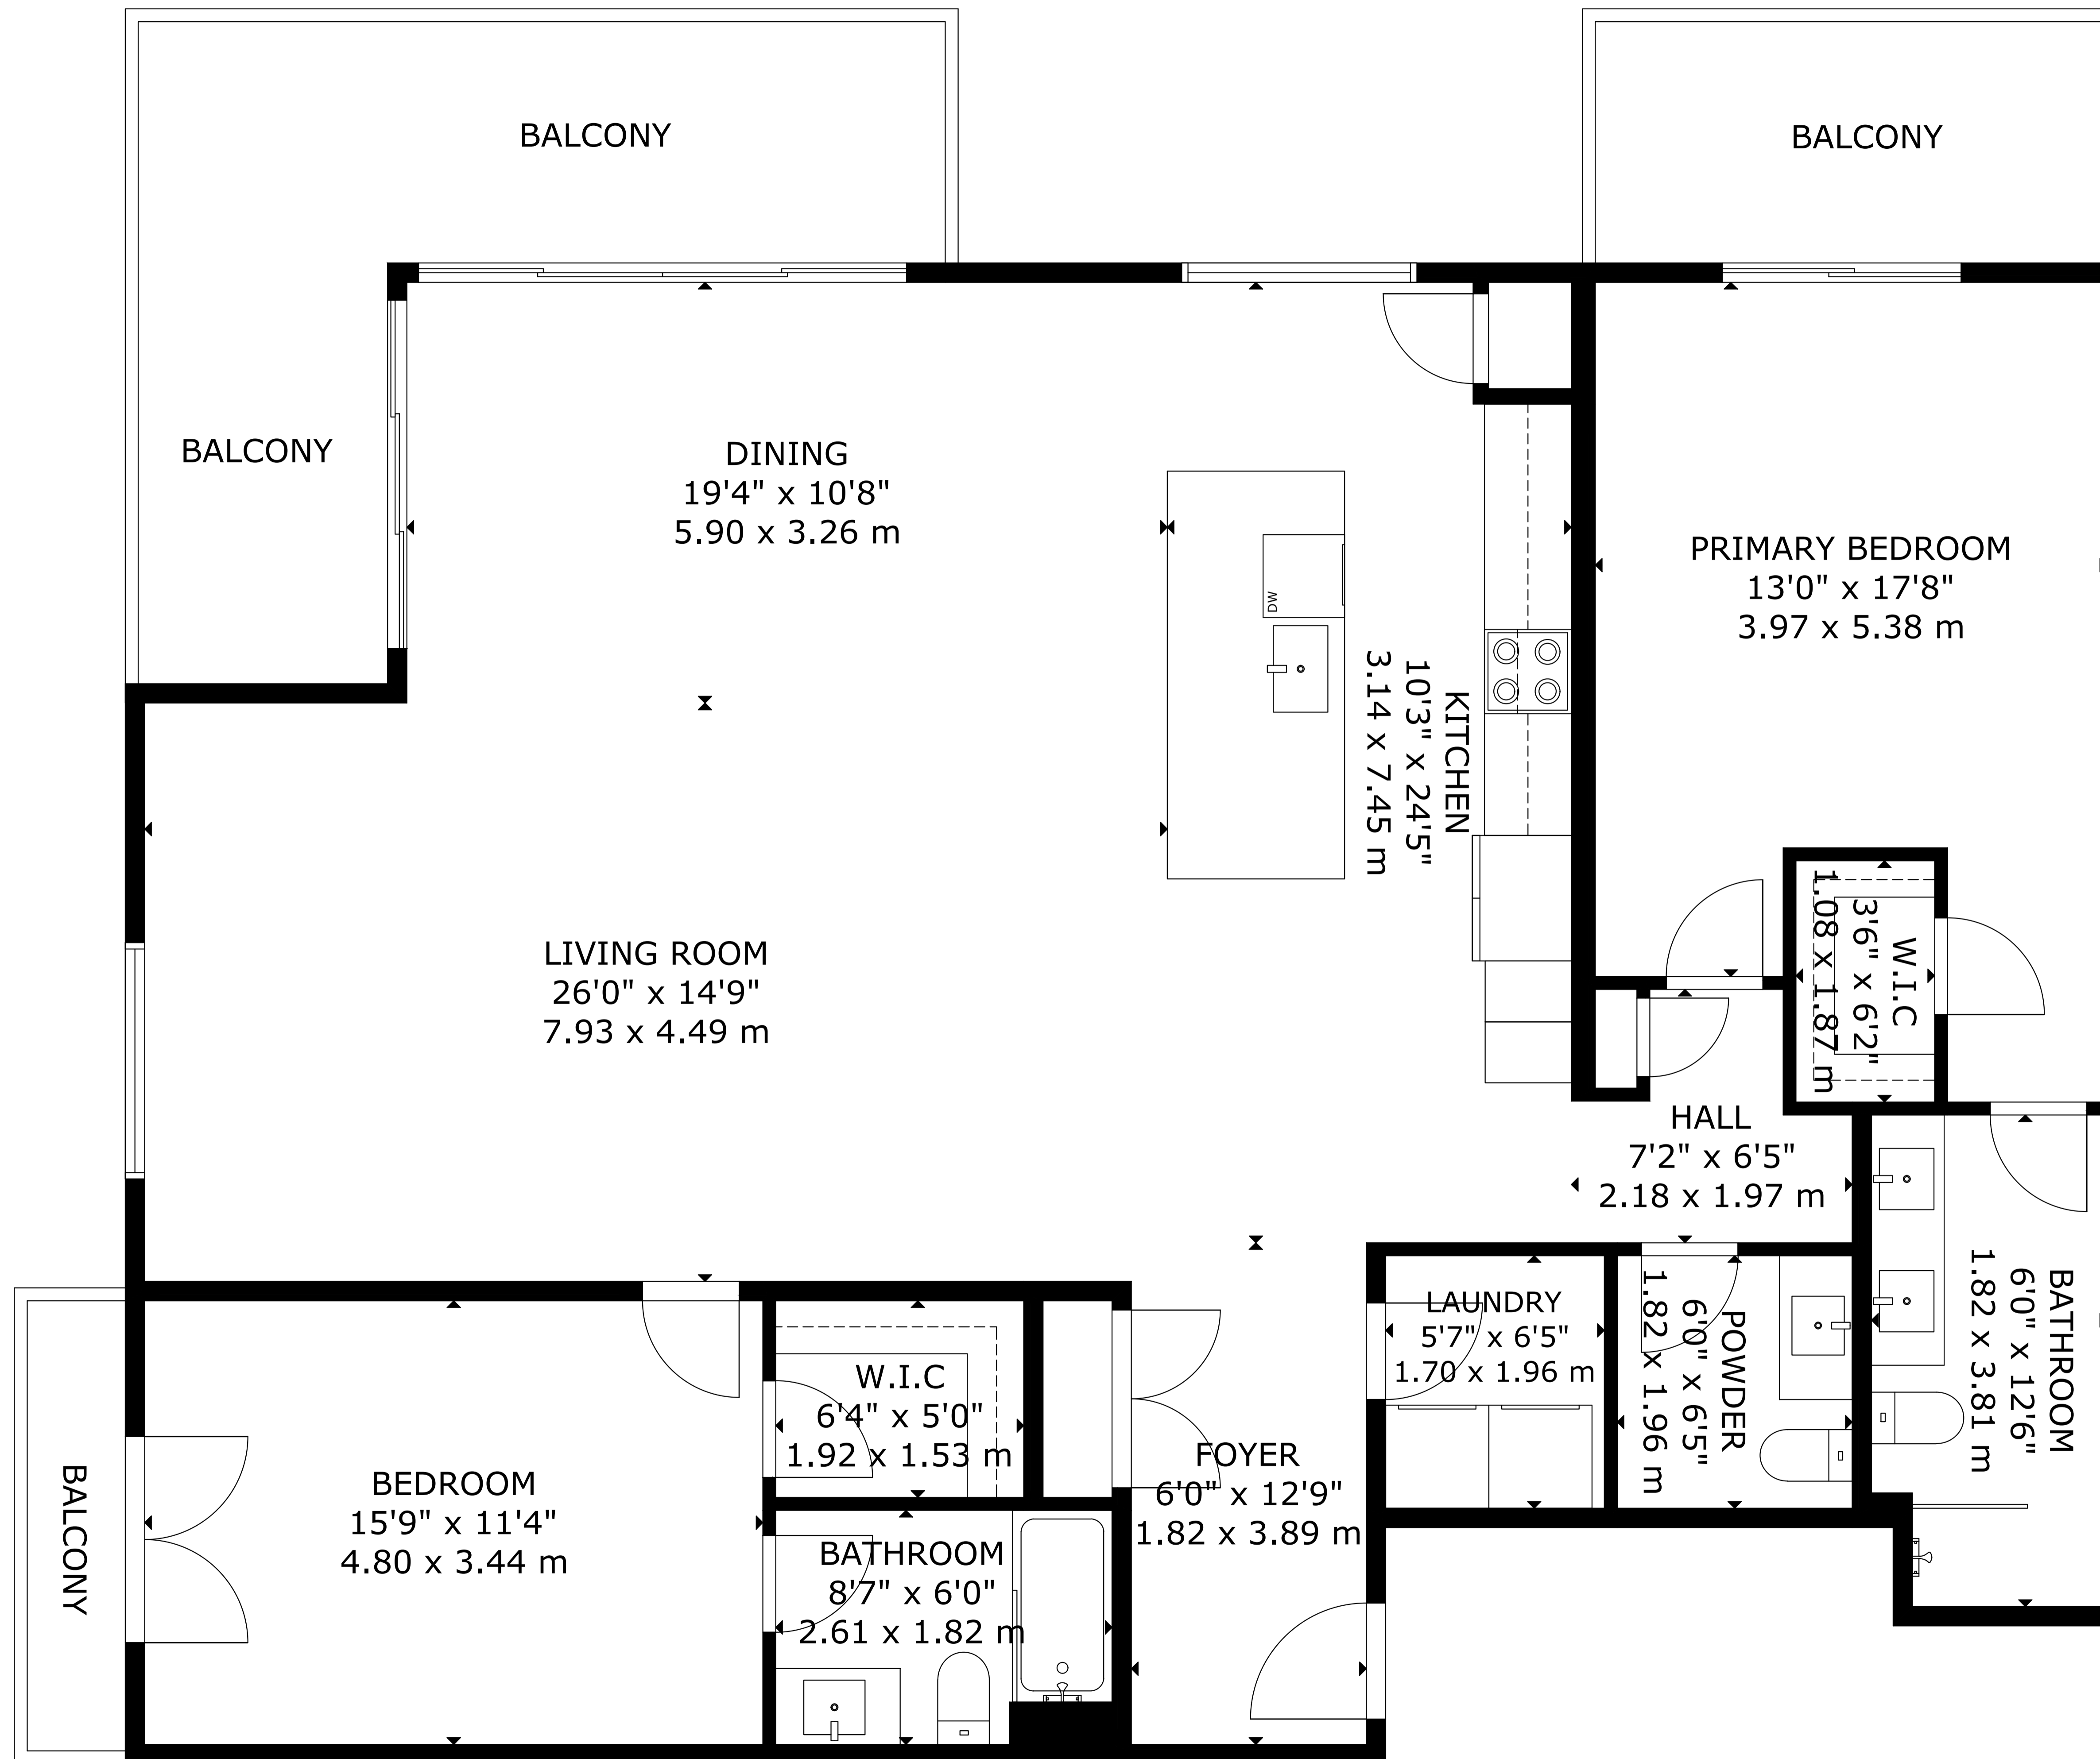 BALCONY
BALCONY
BALCONY
DINING
19'4" x 10'8"
5.90 x 3.26 m
PRIMARY BEDROOM
13'0" x 17'8"
3.97 x 5.38 m
DW
KITCHEN
10'3" x 24'5"
3.14 x 7.45 m
LIVING ROOM
26'0" x 14'9"
7.93 x 4.49 m
W.I.C
3'6" x 6'2"
1.08 x 1.87 m
HALL
7'2" x 6'5"
2.18 x 1.97 m
LAUNDRY
5'7" x 6'5"
1.70 x 1.96 m
POWDER
6'0" x 6'5"
1.82 x 1.96 m
BATHROOM
6'0" x 12'6"
1.82 x 3.81 m
W.I.C
6'4" x 5'0"
1.92 x 1.53 m
FOYER
6'0" x 12'9"
1.82 x 3.89 m
BALCONY
BEDROOM
15'9" x 11'4"
4.80 x 3.44 m
BATHROOM
8'7" x 6'0"
2.61 x 1.82 m